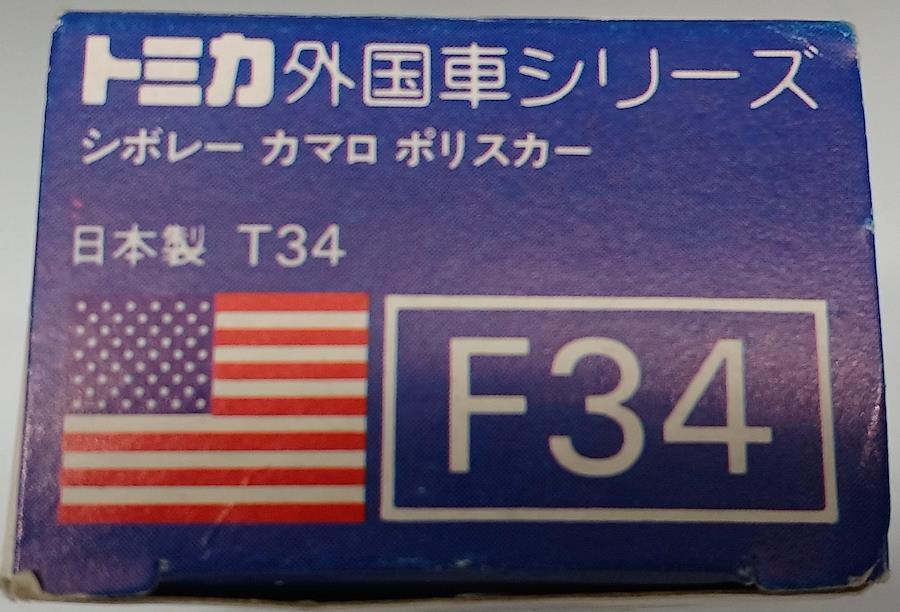 トミカ外国車シリーズ
シボレー カマロ ポリスカー
日本製 T34
F34